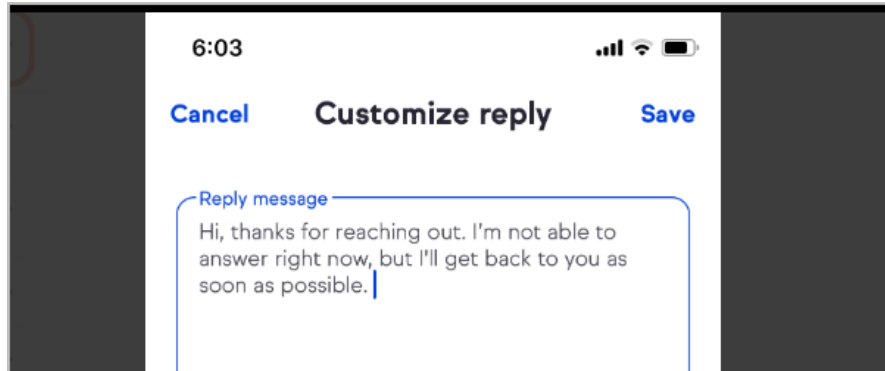 6:03
Cancel Customize reply Save
Reply message
Hi, thanks for reaching out. I'm not able to
answer right now, but I'll get back to you as
soon as possible.